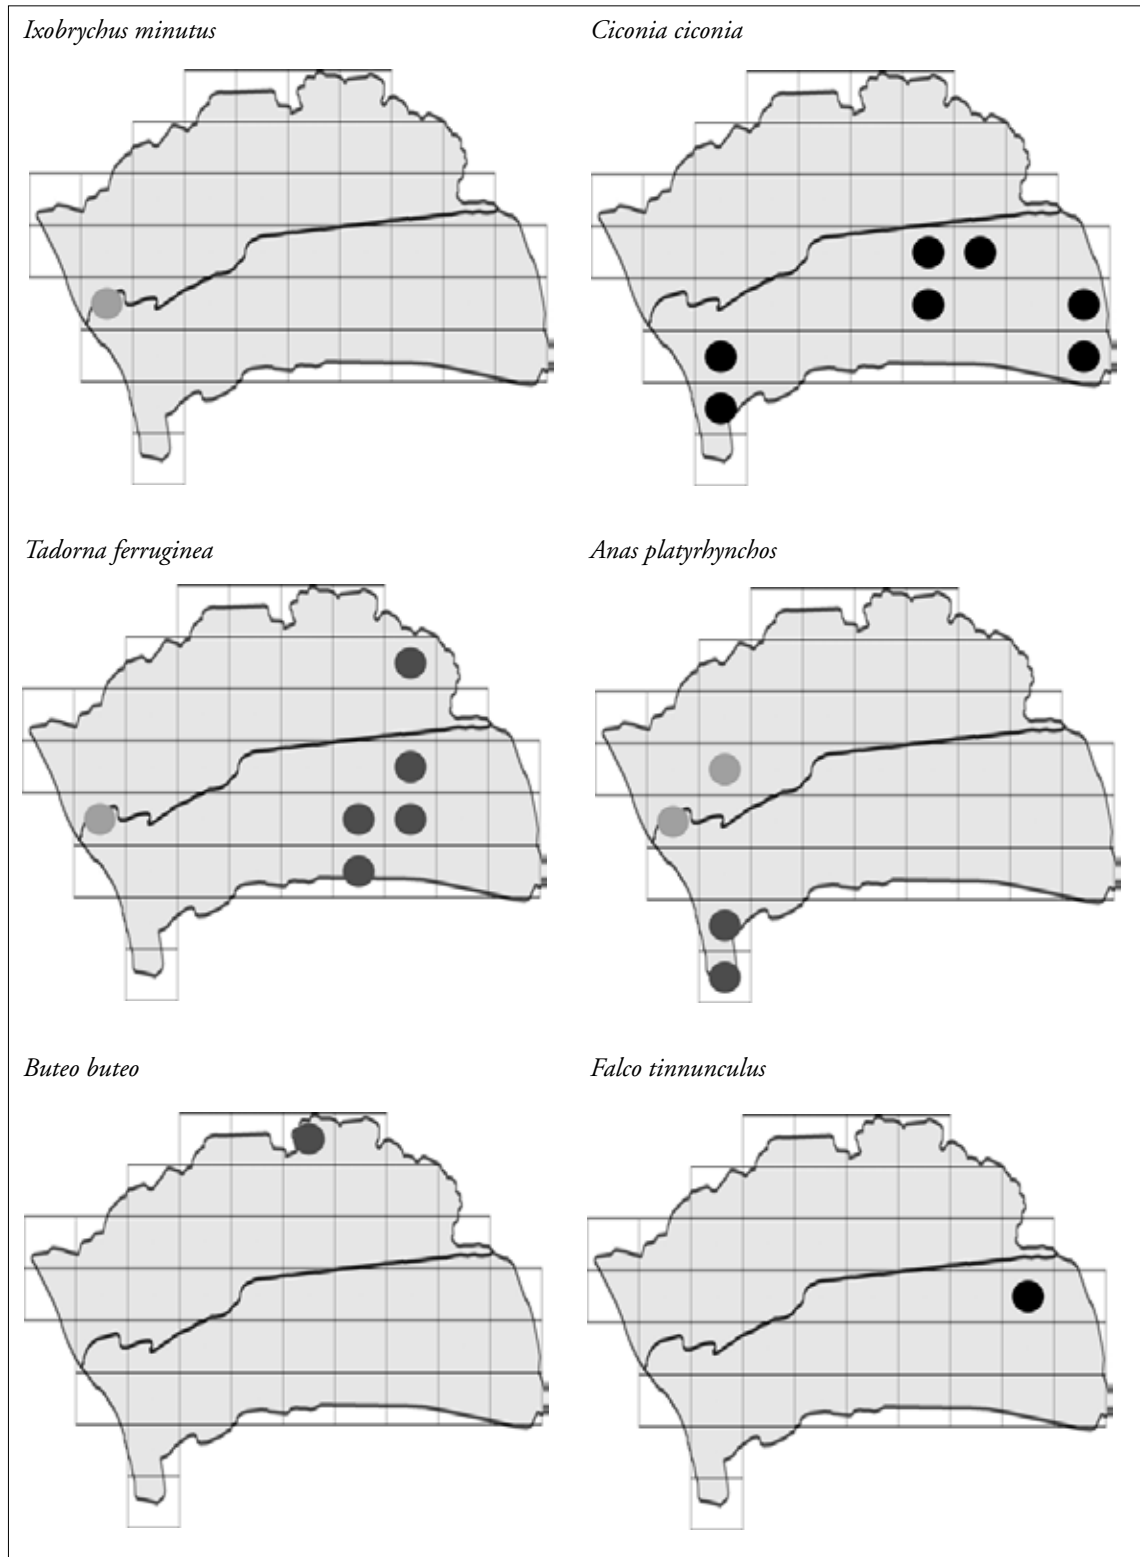 Ixobrychus minutus
Ciconia ciconia
Tadorna ferruginea
Anas platyrhynchos
Buteo buteo
Falco tinnunculus